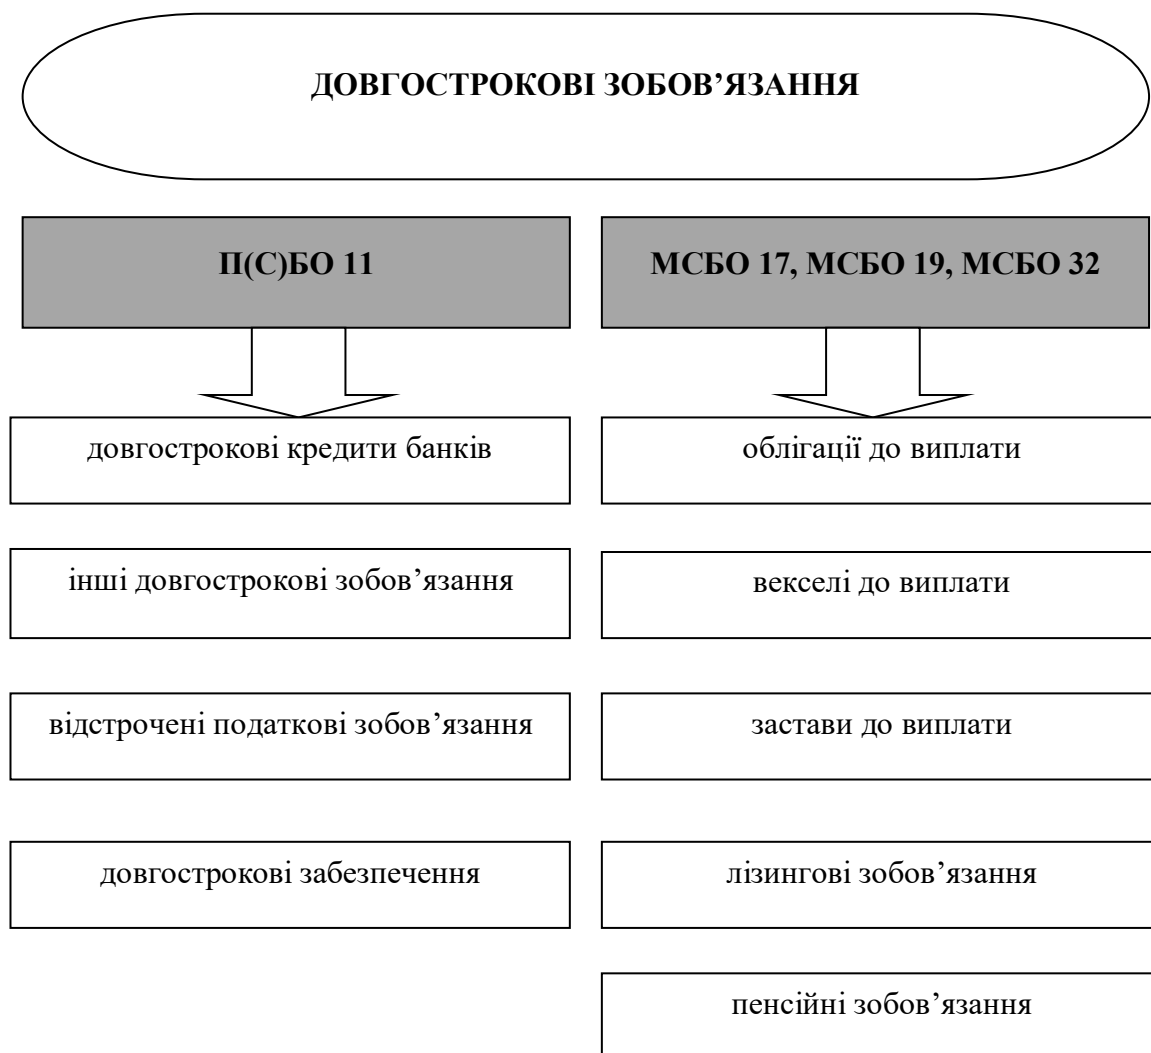 ДОВГОСТРОКОВІ ЗОБОВ’ЯЗАННЯ
П(С)БО 11
МСБО 17, МСБО 19, МСБО 32
довгострокові кредити банків
облігації до виплати
інші довгострокові зобов’язання
векселі до виплати
відстрочені податкові зобов’язання
застави до виплати
довгострокові забезпечення
лізингові зобов’язання
пенсійні зобов’язання